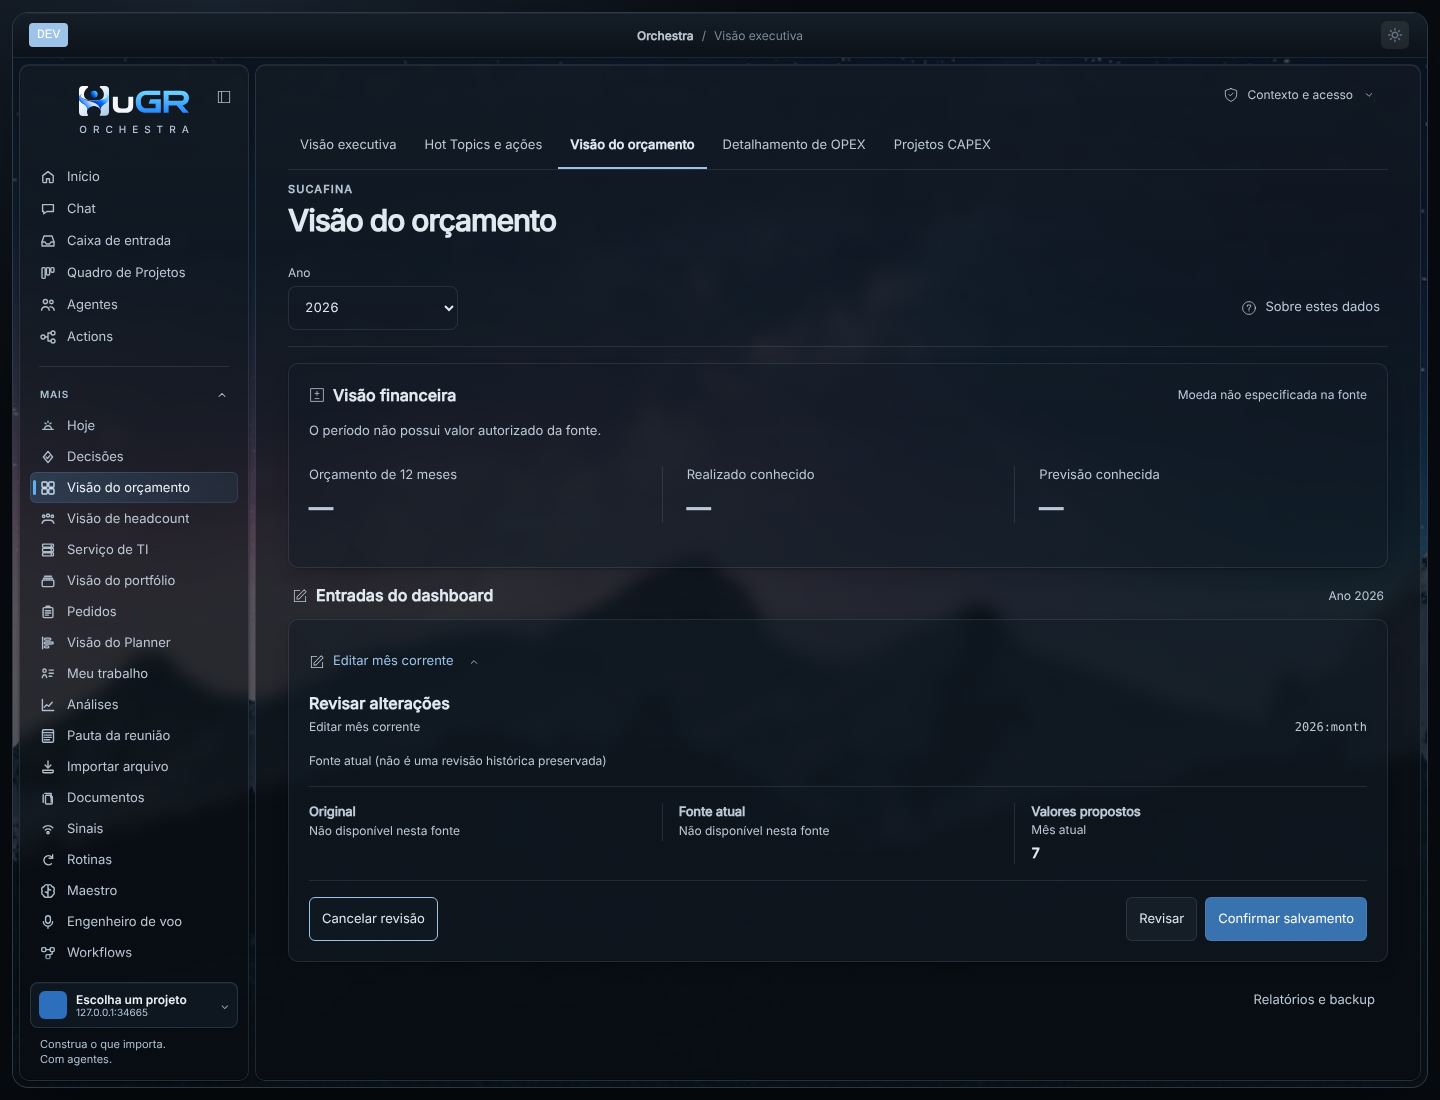 DEV
Orchestra / Visão executiva
HuGR
ORCHESTRA
Início
Chat
Caixa de entrada
Quadro de Projetos
Agentes
Actions
MAIS
Hoje
Decisões
Visão do orçamento
Visão de headcount
Serviço de TI
Visão do portfólio
Pedidos
Visão do Planner
Meu trabalho
Análises
Pauta da reunião
Importar arquivo
Documentos
Sinais
Rotinas
Maestro
Engenheiro de voo
Workflows
Escolha um projeto
127.0.0.1:34665
Construa o que importa.
Com agentes.
Contexto e acesso
Visão executiva Hot Topics e ações Visão do orçamento Detalhamento de OPEX Projetos CAPEX
SUCAFINA
Visão do orçamento
Ano
2026
Sobre estes dados
Visão financeira
Moeda não especificada na fonte
O período não possui valor autorizado da fonte.
Orçamento de 12 meses Realizado conhecido Previsão conhecida
— — —
Entradas do dashboard
Ano 2026
Editar mês corrente
Revisar alterações
Editar mês corrente
2026:month
Fonte atual (não é uma revisão histórica preservada)
Original
Não disponível nesta fonte
Fonte atual
Não disponível nesta fonte
Valores propostos
Mês atual
7
Cancelar revisão
Revisar
Confirmar salvamento
Relatórios e backup